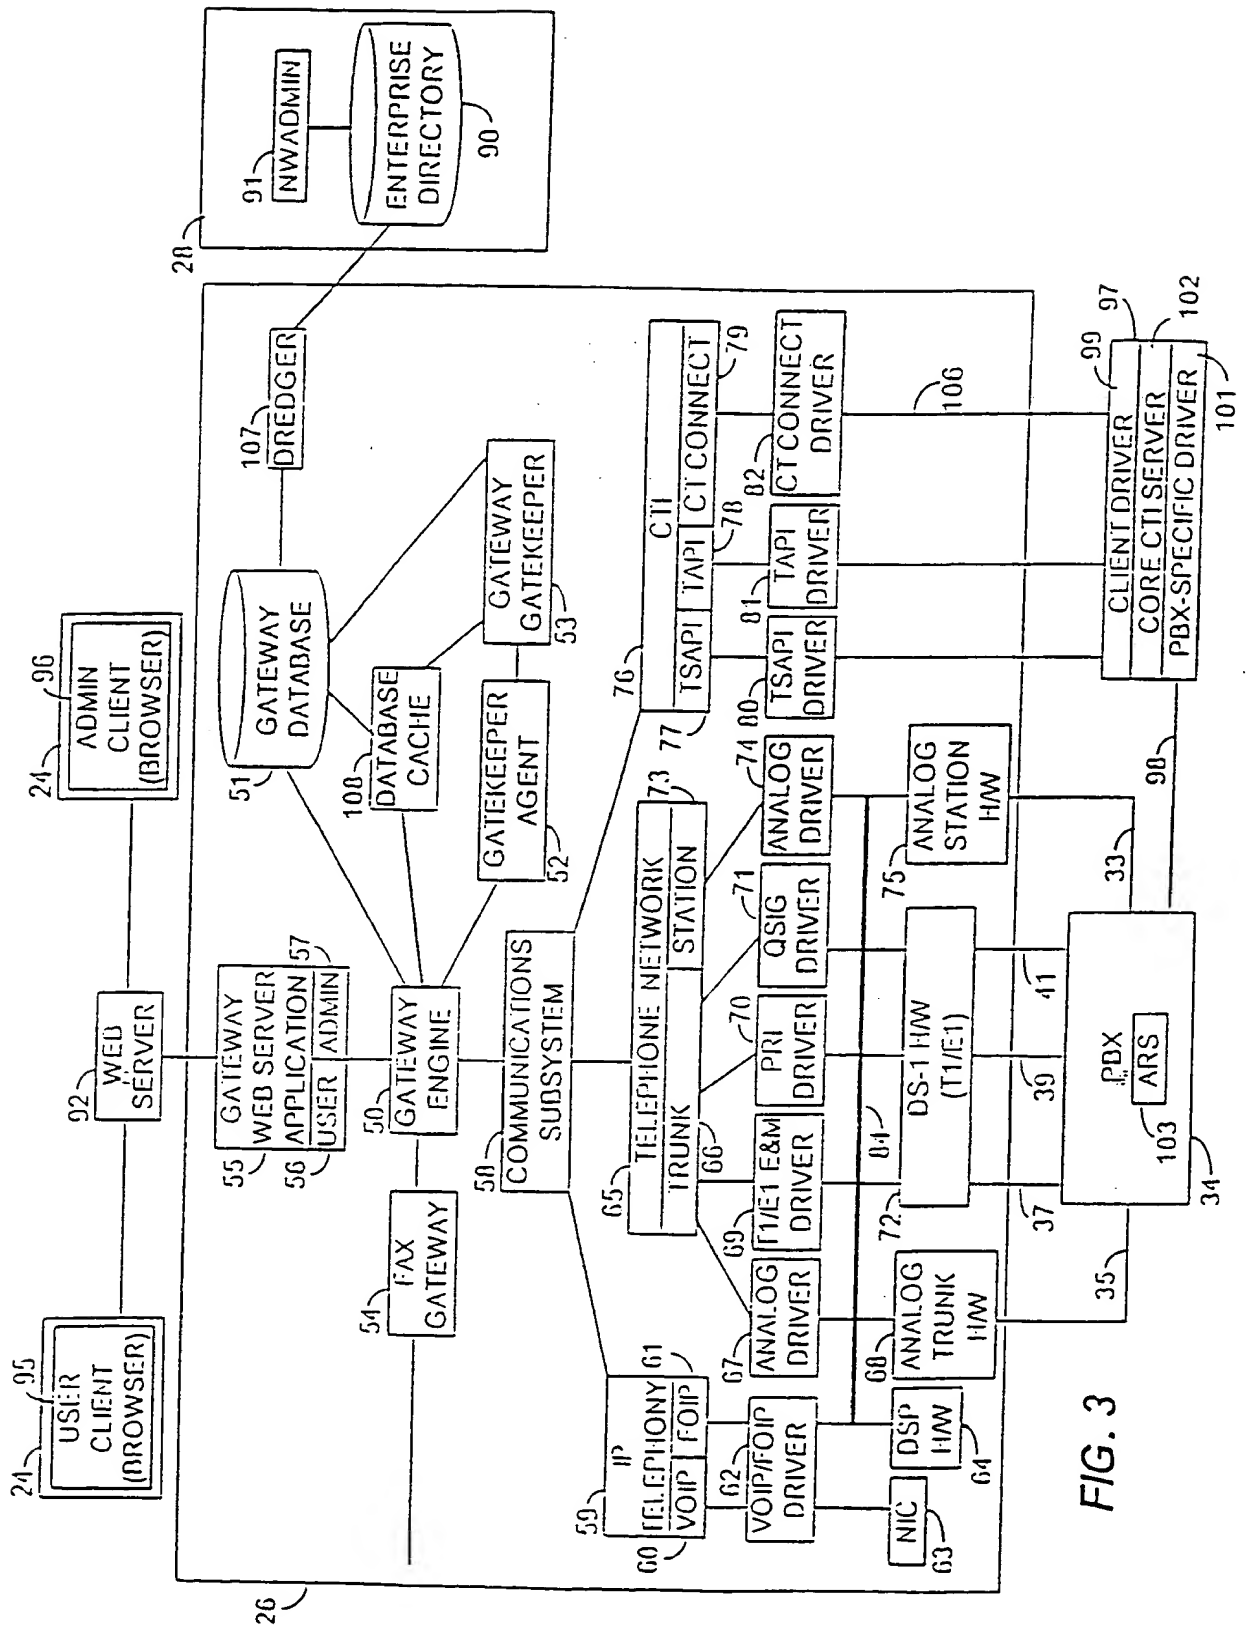 24
95
USER
CLIENT
(BROWSER)
92
WEB
SERVER
24
96
ADMIN
CLIENT
(BROWSER)
28
91
NWADMIN
ENTERPRISE
DIRECTORY
90
26
55
GATEWAY
WEB SERVER
APPLICATION
56
USER
ADMIN
57
51
GATEWAY
DATABASE
107
DREDGER
108
DATABASE
CACHE
54
FAX
GATEWAY
50
GATEWAY
ENGINE
GATEKEEPER
AGENT
52
GATEWAY
GATEKEEPER
53
58
COMMUNICATIONS
SUBSYSTEM
59
IP
TELEPHONY
60
VOIP
FOIP
61
65
TELEPHONE NETWORK
TRUNK
66
STATION
73
76
CTI
77
TSAPI
TAPI
78
CT CONNECT
79
62
VOIP/FOIP
DRIVER
67
ANALOG
DRIVER
69
T1/E1 E&M
DRIVER
70
PRI
DRIVER
71
QSIG
DRIVER
74
ANALOG
DRIVER
80
TSAPI
DRIVER
81
TAPI
DRIVER
82
CT CONNECT
DRIVER
84
NIC
63
DSP
H/W
64
68
ANALOG
TRUNK
H/W
72
DS-1 H/W
(T1/E1)
75
ANALOG
STATION
H/W
106
35
37
39
41
33
98
PBX
ARS
103
34
99
CLIENT DRIVER
97
CORE CTI SERVER
102
PBX-SPECIFIC DRIVER
101
FIG. 3